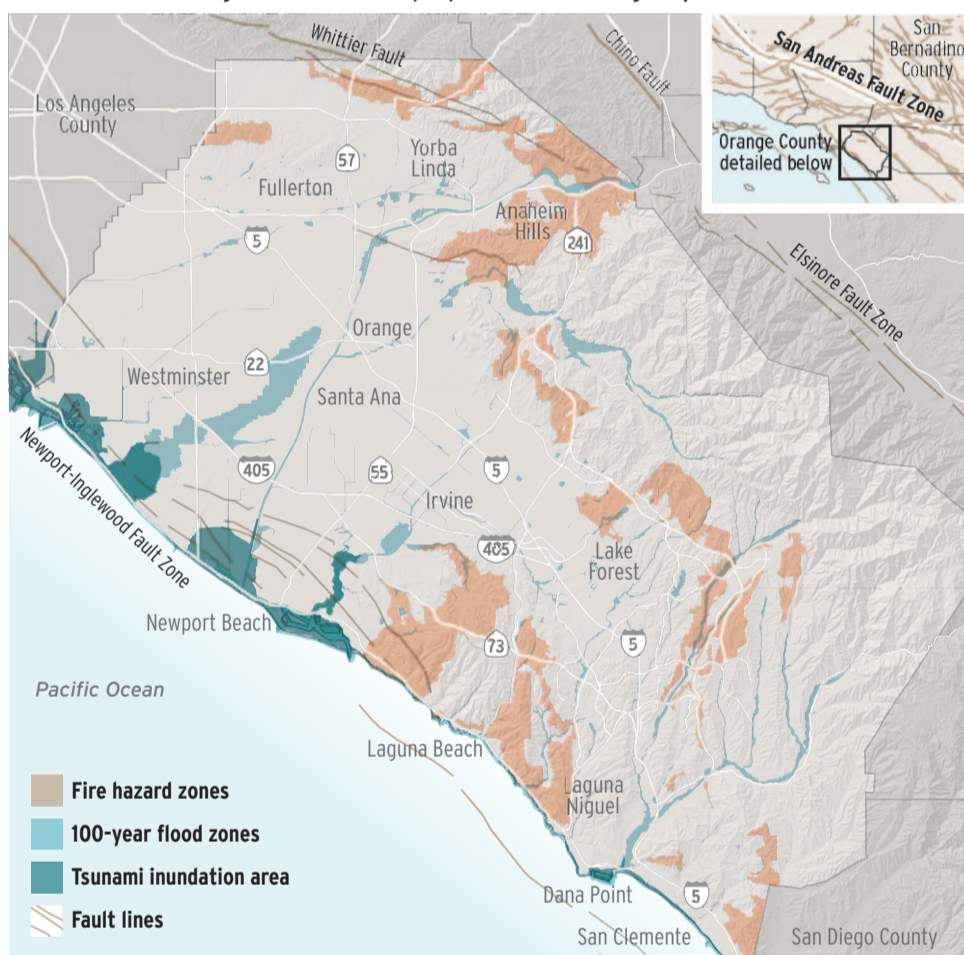 Whittier Fault
Chino Fault
San
Bernadino
County
San Andreas Fault Zone
Orange County
detailed below
Los Angeles
County
57
Yorba
Linda
Fullerton
Anaheim
Hills
5
241
Elsinore Fault Zone
Orange
22
Westminster
Santa Ana
Newport-Inglewood Fault Zone
405
55
5
Irvine
405
Lake
Forest
Newport Beach
73
5
Pacific Ocean
Laguna Beach
Laguna
Niguel
Fire hazard zones
100-year flood zones
Tsunami inundation area
Fault lines
Dana Point
5
San Clemente
San Diego County